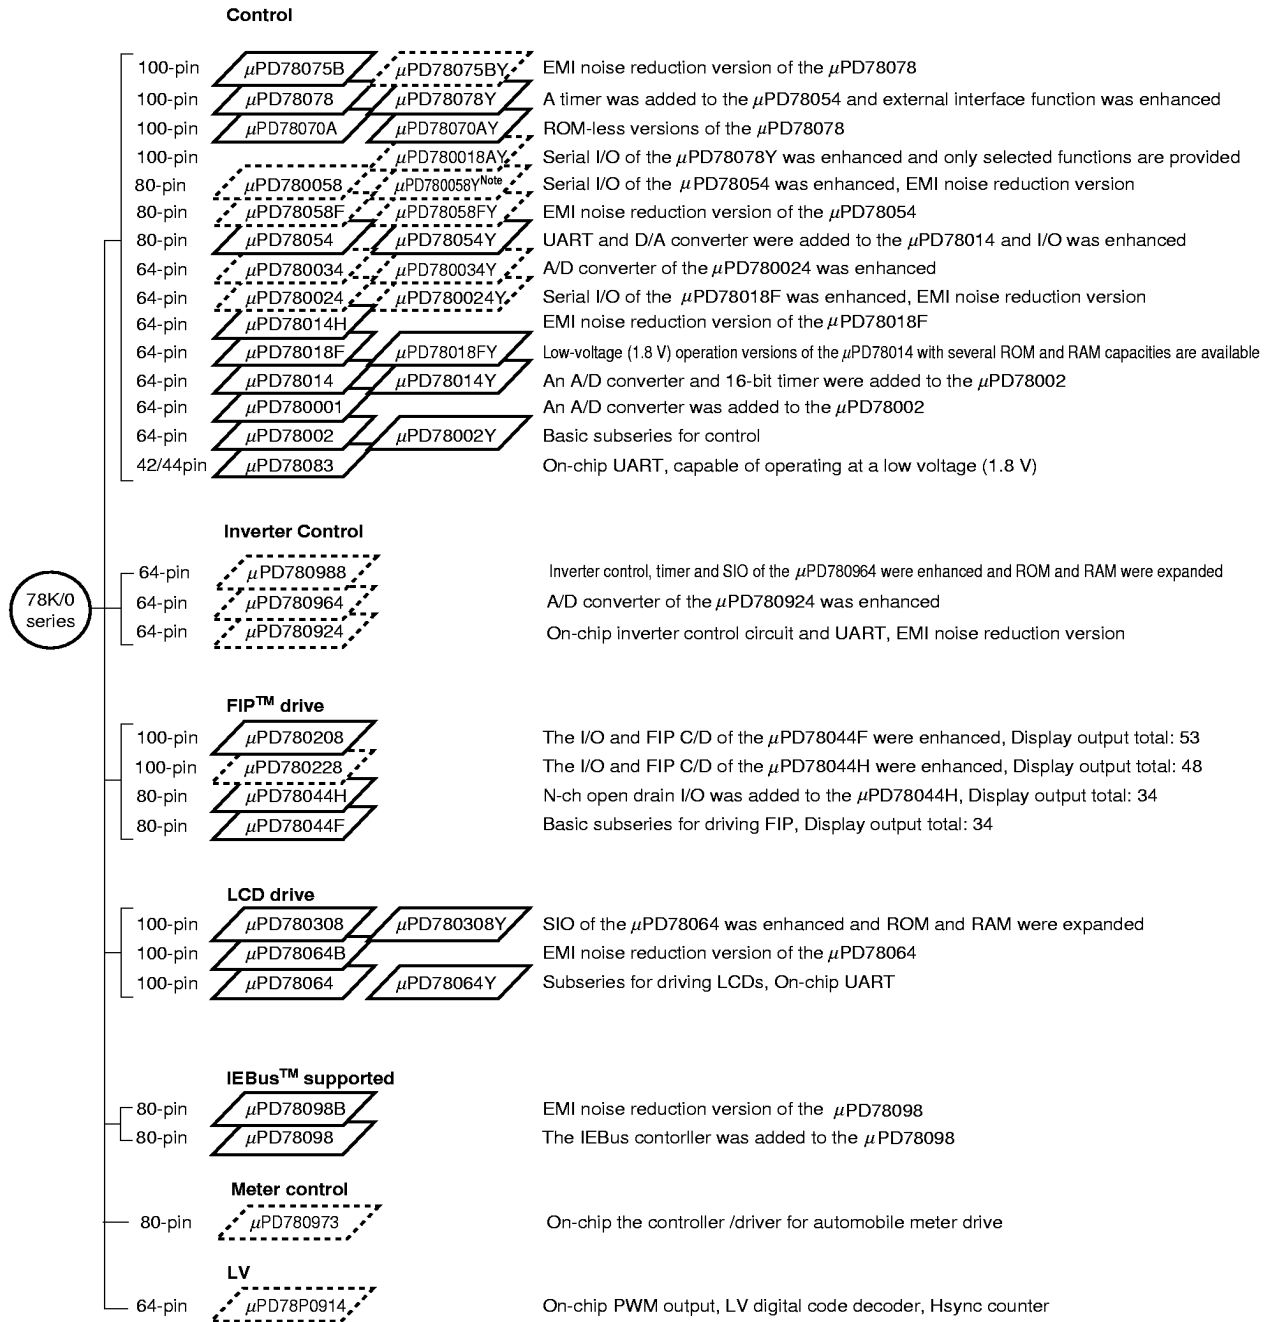 Control
100-pin μPD78075B μPD78075BY EMI noise reduction version of the μPD78078
100-pin μPD78078 μPD78078Y A timer was added to the μPD78054 and external interface function was enhanced
100-pin μPD78070A μPD78070AY ROM-less versions of the μPD78078
100-pin μPD780018AY Serial I/O of the μPD78078Y was enhanced and only selected functions are provided
80-pin μPD780058 μPD780058Y Note Serial I/O of the μPD78054 was enhanced, EMI noise reduction version
80-pin μPD78058F μPD78058FY EMI noise reduction version of the μPD78054
80-pin μPD78054 μPD78054Y UART and D/A converter were added to the μPD78014 and I/O was enhanced
64-pin μPD780034 μPD780034Y A/D converter of the μPD780024 was enhanced
64-pin μPD780024 μPD780024Y Serial I/O of the μPD78018F was enhanced, EMI noise reduction version
64-pin μPD78014H EMI noise reduction version of the μPD78018F
64-pin μPD78018F μPD78018FY Low-voltage (1.8 V) operation versions of the μPD78014 with several ROM and RAM capacities are available
64-pin μPD78014 μPD78014Y An A/D converter and 16-bit timer were added to the μPD78002
64-pin μPD780001 An A/D converter was added to the μPD78002
64-pin μPD78002 μPD78002Y Basic subseries for control
42/44pin μPD78083 On-chip UART, capable of operating at a low voltage (1.8 V)
Inverter Control
64-pin μPD780988 Inverter control, timer and SIO of the μPD780964 were enhanced and ROM and RAM were expanded
78K/0
series
64-pin μPD780964 A/D converter of the μPD780924 was enhanced
64-pin μPD780924 On-chip inverter control circuit and UART, EMI noise reduction version
FIP™ drive
100-pin μPD780208 The I/O and FIP C/D of the μPD78044F were enhanced, Display output total: 53
100-pin μPD780228 The I/O and FIP C/D of the μPD78044H were enhanced, Display output total: 48
80-pin μPD78044H N-ch open drain I/O was added to the μPD78044H, Display output total: 34
80-pin μPD78044F Basic subseries for driving FIP, Display output total: 34
LCD drive
100-pin μPD780308 μPD780308Y SIO of the μPD78064 was enhanced and ROM and RAM were expanded
100-pin μPD78064B EMI noise reduction version of the μPD78064
100-pin μPD78064 μPD78064Y Subseries for driving LCDs, On-chip UART
IEBus™ supported
80-pin μPD78098B EMI noise reduction version of the μPD78098
80-pin μPD78098 The IEBus contorller was added to the μPD78098
Meter control
80-pin μPD780973 On-chip the controller /driver for automobile meter drive
LV
64-pin μPD78P0914 On-chip PWM output, LV digital code decoder, Hsync counter